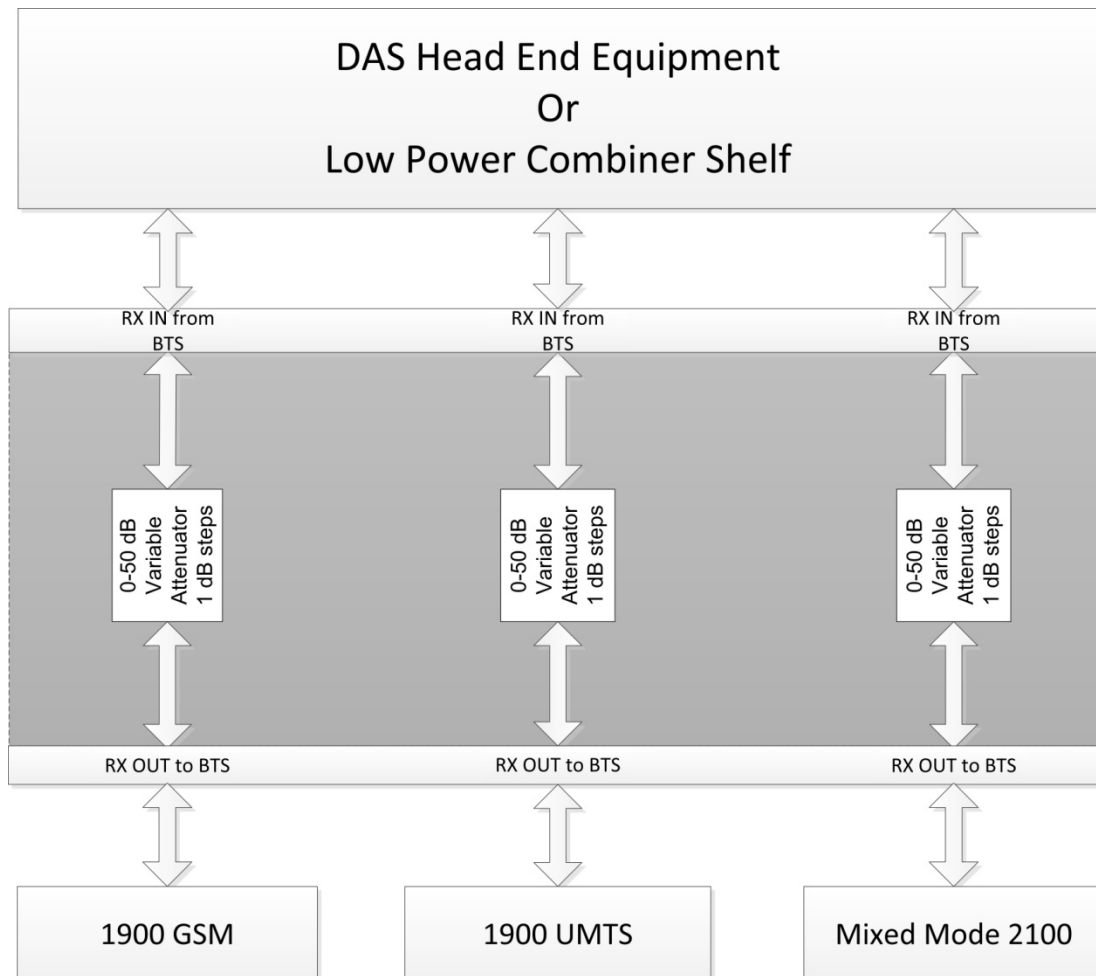 DAS Head End Equipment
Or
Low Power Combiner Shelf
RX IN from
BTS
RX IN from
BTS
RX IN from
BTS
0-50 dB
Variable
Attenuator
1 dB steps
0-50 dB
Variable
Attenuator
1 dB steps
0-50 dB
Variable
Attenuator
1 dB steps
RX OUT to BTS
RX OUT to BTS
RX OUT to BTS
1900 GSM
1900 UMTS
Mixed Mode 2100